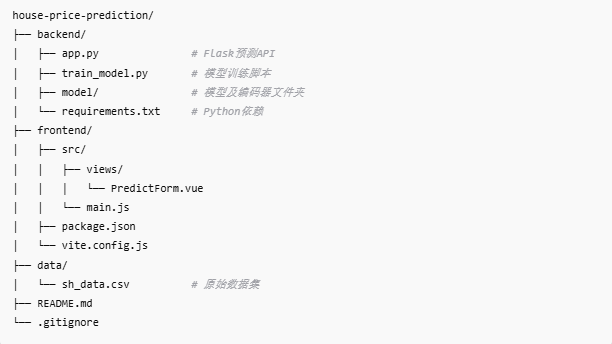 house-price-prediction/
├── backend/
│   ├── app.py               # Flask预测API
│   ├── train_model.py       # 模型训练脚本
│   ├── model/               # 模型及编码器文件夹
│   └── requirements.txt     # Python依赖
├── frontend/
│   ├── src/
│   │   ├── views/
│   │   │   └── PredictForm.vue
│   │   └── main.js
│   ├── package.json
│   └── vite.config.js
├── data/
│   └── sh_data.csv          # 原始数据集
├── README.md
└── .gitignore